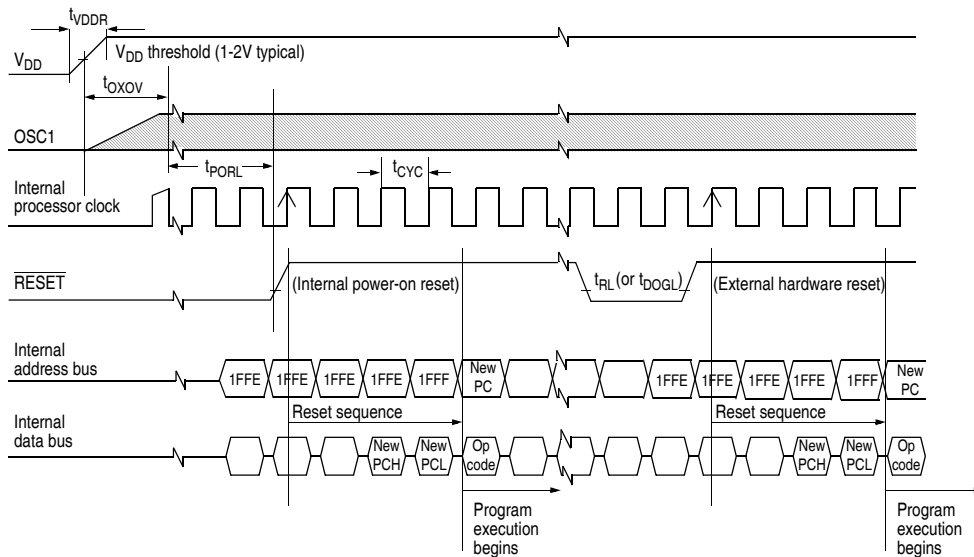 tVDDR
VDD
VDD threshold (1-2V typical)
tOXOV
OSC1
tPORL
tCYC
Internal
processor clock
RESET
(Internal power-on reset)
tRL (or tDOGL)
(External hardware reset)
Internal
address bus
1FFE 1FFE 1FFE 1FFE 1FFF New PC 1FFE 1FFE 1FFE 1FFE 1FFF New PC
Reset sequence
Reset sequence
Internal
data bus
New PCH New PCL Op code New PCH New PCL Op code
Program
execution
begins
Program
execution
begins